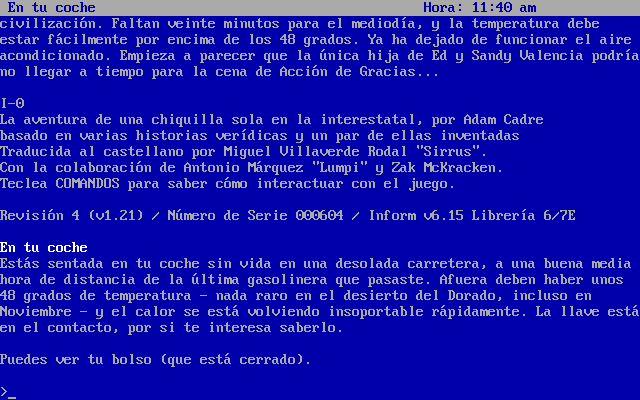 En tu coche Hora: 11:40 am
civilización. Faltan veinte minutos para el mediodía, y la temperatura debe
estar fácilmente por encima de los 48 grados. Ya ha dejado de funcionar el aire
acondicionado. Empieza a parecer que la única hija de Ed y Sandy Valencia podría
no llegar a tiempo para la cena de Acción de Gracias...
I-0
La aventura de una chiquilla sola en la interestatal, por Adam Cadre
basado en varias historias verídicas y un par de ellas inventadas
Traducida al castellano por Miguel Villaverde Rodal "Sirrus".
Con la colaboración de Antonio Márquez "Lumpi" y Zak McKracken.
Teclea COMANDOS para saber cómo interactuar con el juego.
Revisión 4 (v1.21) / Número de Serie 000604 / Inform v6.15 Librería 6/7E
En tu coche
Estás sentada en tu coche sin vida en una desolada carretera, a una buena media
hora de distancia de la última gasolinera que pasaste. Afuera deben haber unos
48 grados de temperatura - nada raro en el desierto del Dorado, incluso en
Noviembre - y el calor se está volviendo insoportable rápidamente. La llave está
en el contacto, por si te interesa saberlo.
Puedes ver tu bolso (que está cerrado).
>_